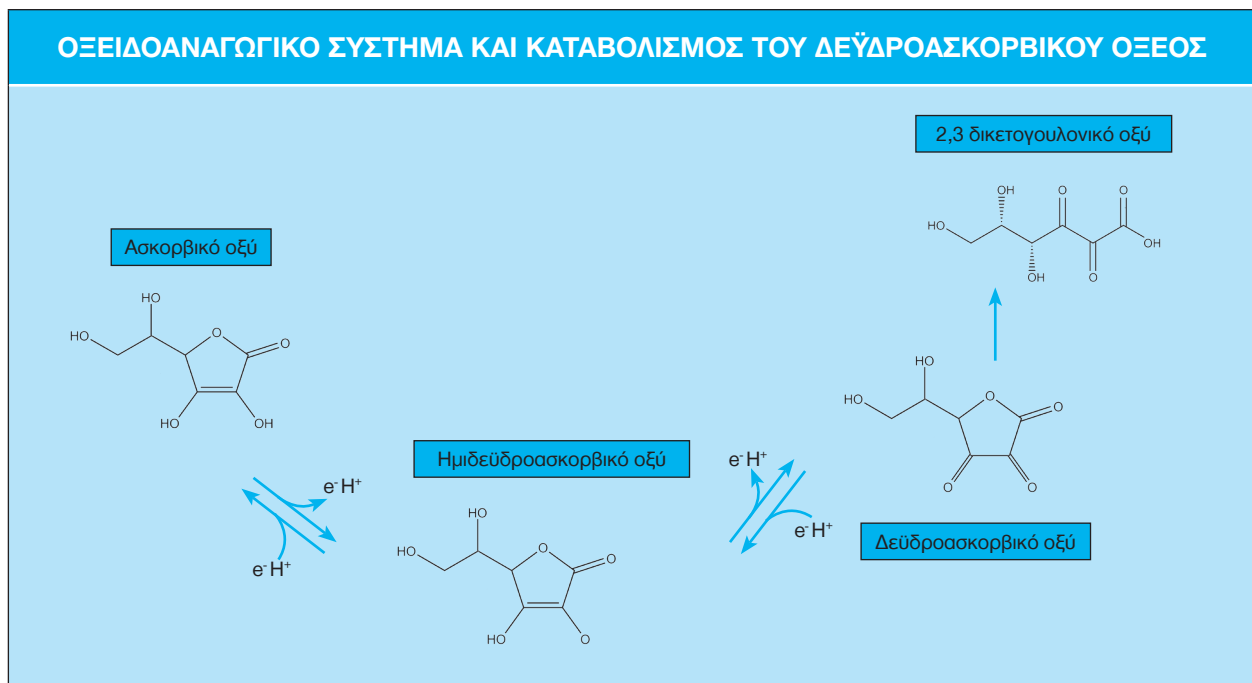 ΟΞΕΙΔΟΑΝΑΓΩΓΙΚΟ ΣΥΣΤΗΜΑ ΚΑΙ ΚΑΤΑΒΟΛΙΣΜΟΣ ΤΟΥ ΔΕΫΔΡΟΑΣΚΟΡΒΙΚΟΥ ΟΞΕΟΣ
2,3 δικετογουλονικό οξύ
OH
O
O
HO
OH
OH
O
Ασκορβικό οξύ
HO
HO
O
O
HO
OH
e- H+
e- H+
Ημιδεϋδροασκορβικό οξύ
HO
HO
O
O
HO
O
e- H+
e- H+
HO
HO
O
O
O
O
Δεϋδροασκορβικό οξύ